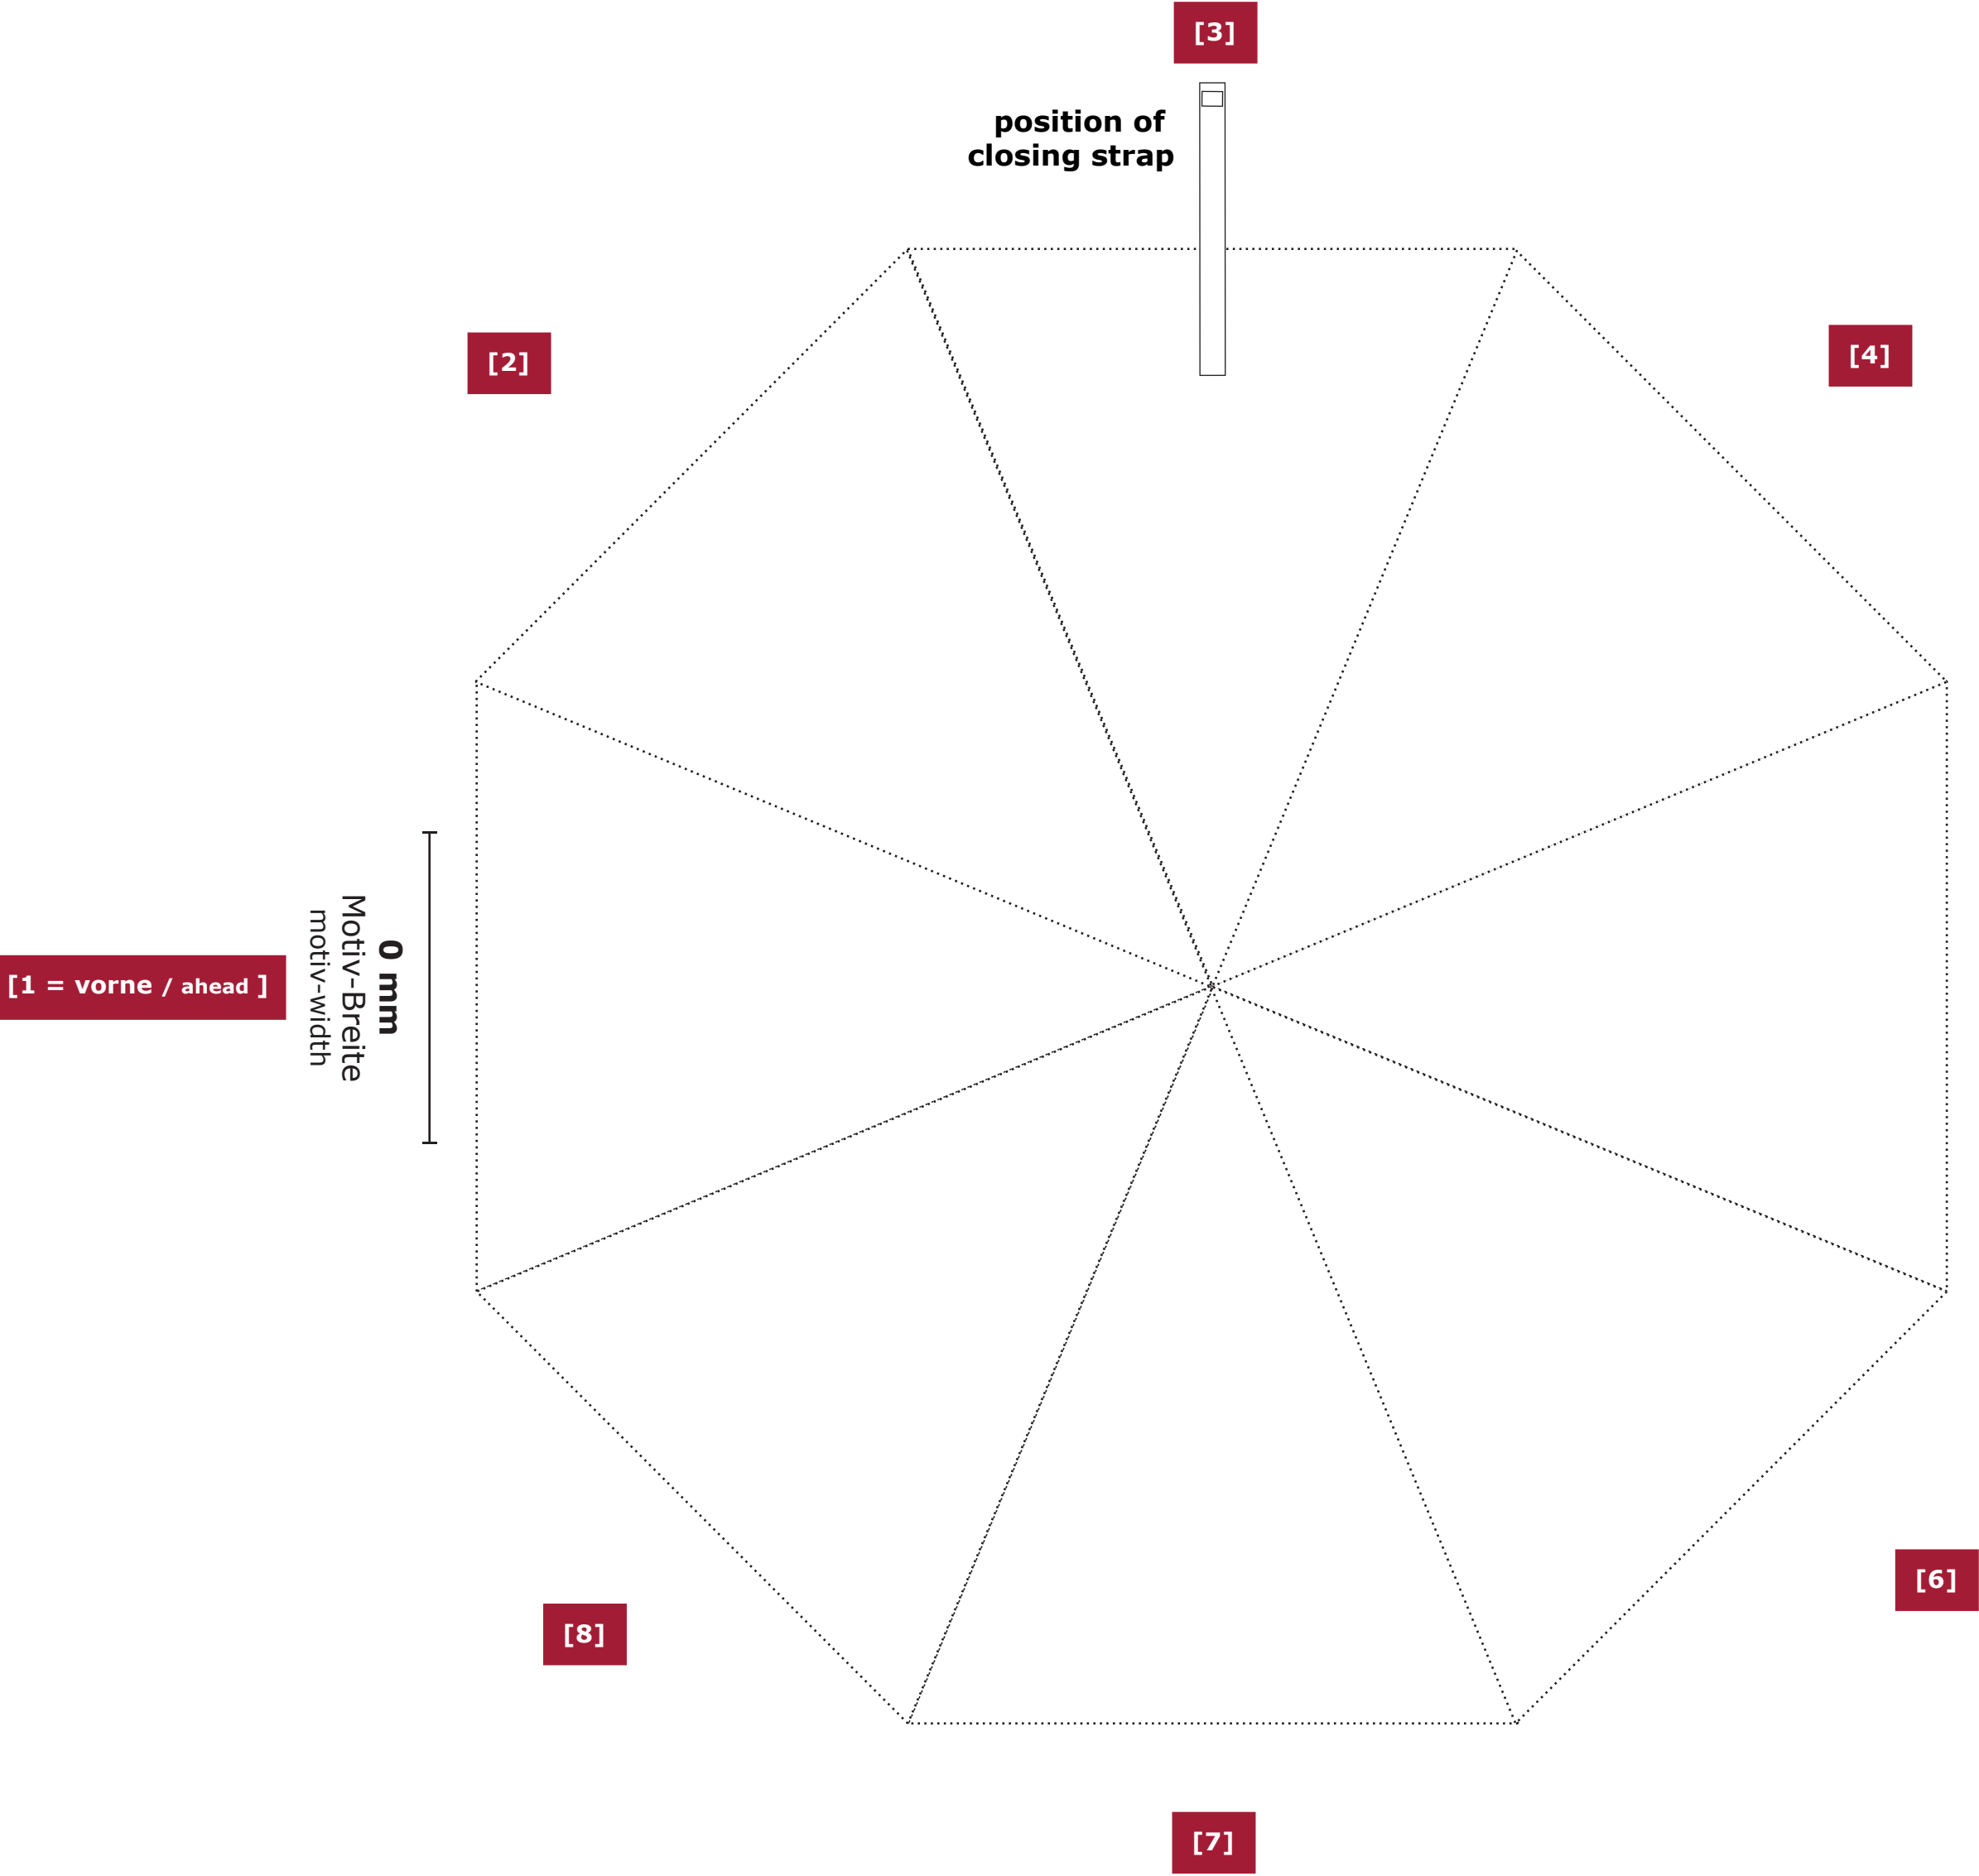 [3]
position of
closing strap
[2]
[4]
0 mm
Motiv-Breite
motiv-width
[1 = vorne / ahead ]
[6]
[8]
[7]